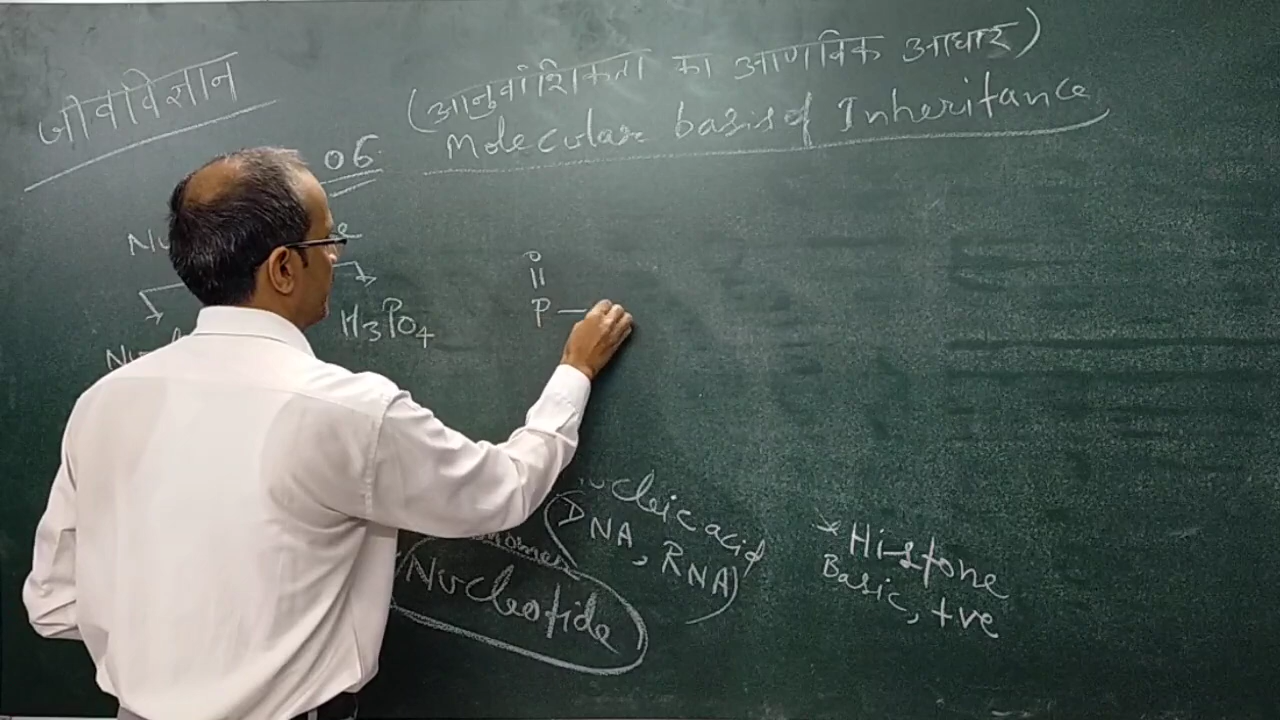 जीवविज्ञान
(आनुवांशिकता का आणविक आधार)
Molecular basis of Inheritance
06
H3PO4
O
||
P —
Nucleic acid
(DNA, RNA)
Nucleotide
* Histone
Basic, +ve